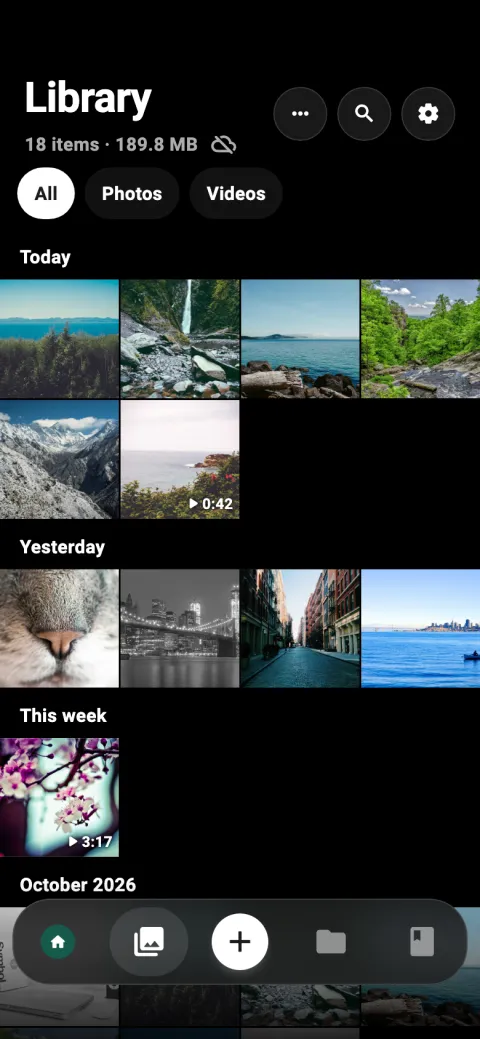 Library
18 items · 189.8 MB
All
Photos
Videos
Today
0:42
Yesterday
This week
3:17
October 2026